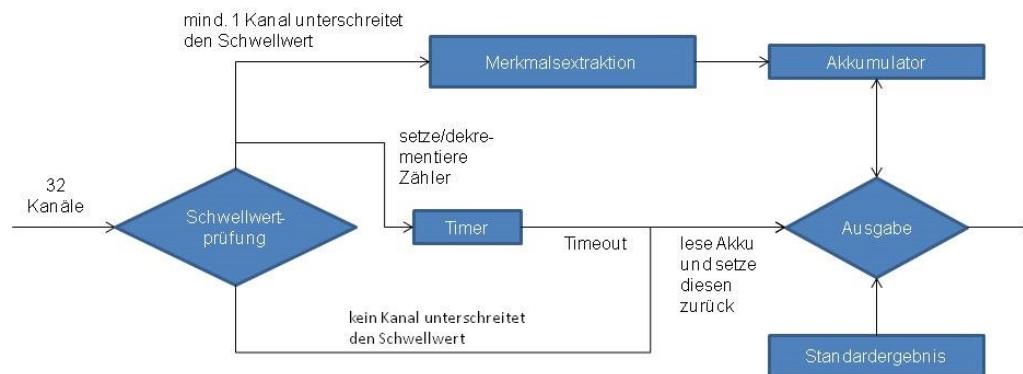 mind. 1 Kanal unterschreitet
den Schwellwert
Merkmalsextraktion
Akkumulator
setze/dekre-
mentiere
Zähler
32
Kanäle
Schwellwert-
prüfung
Timer
Timeout
lese Akku
und setze
diesen
zurück
Ausgabe
kein Kanal unterschreitet
den Schwellwert
Standardergebnis